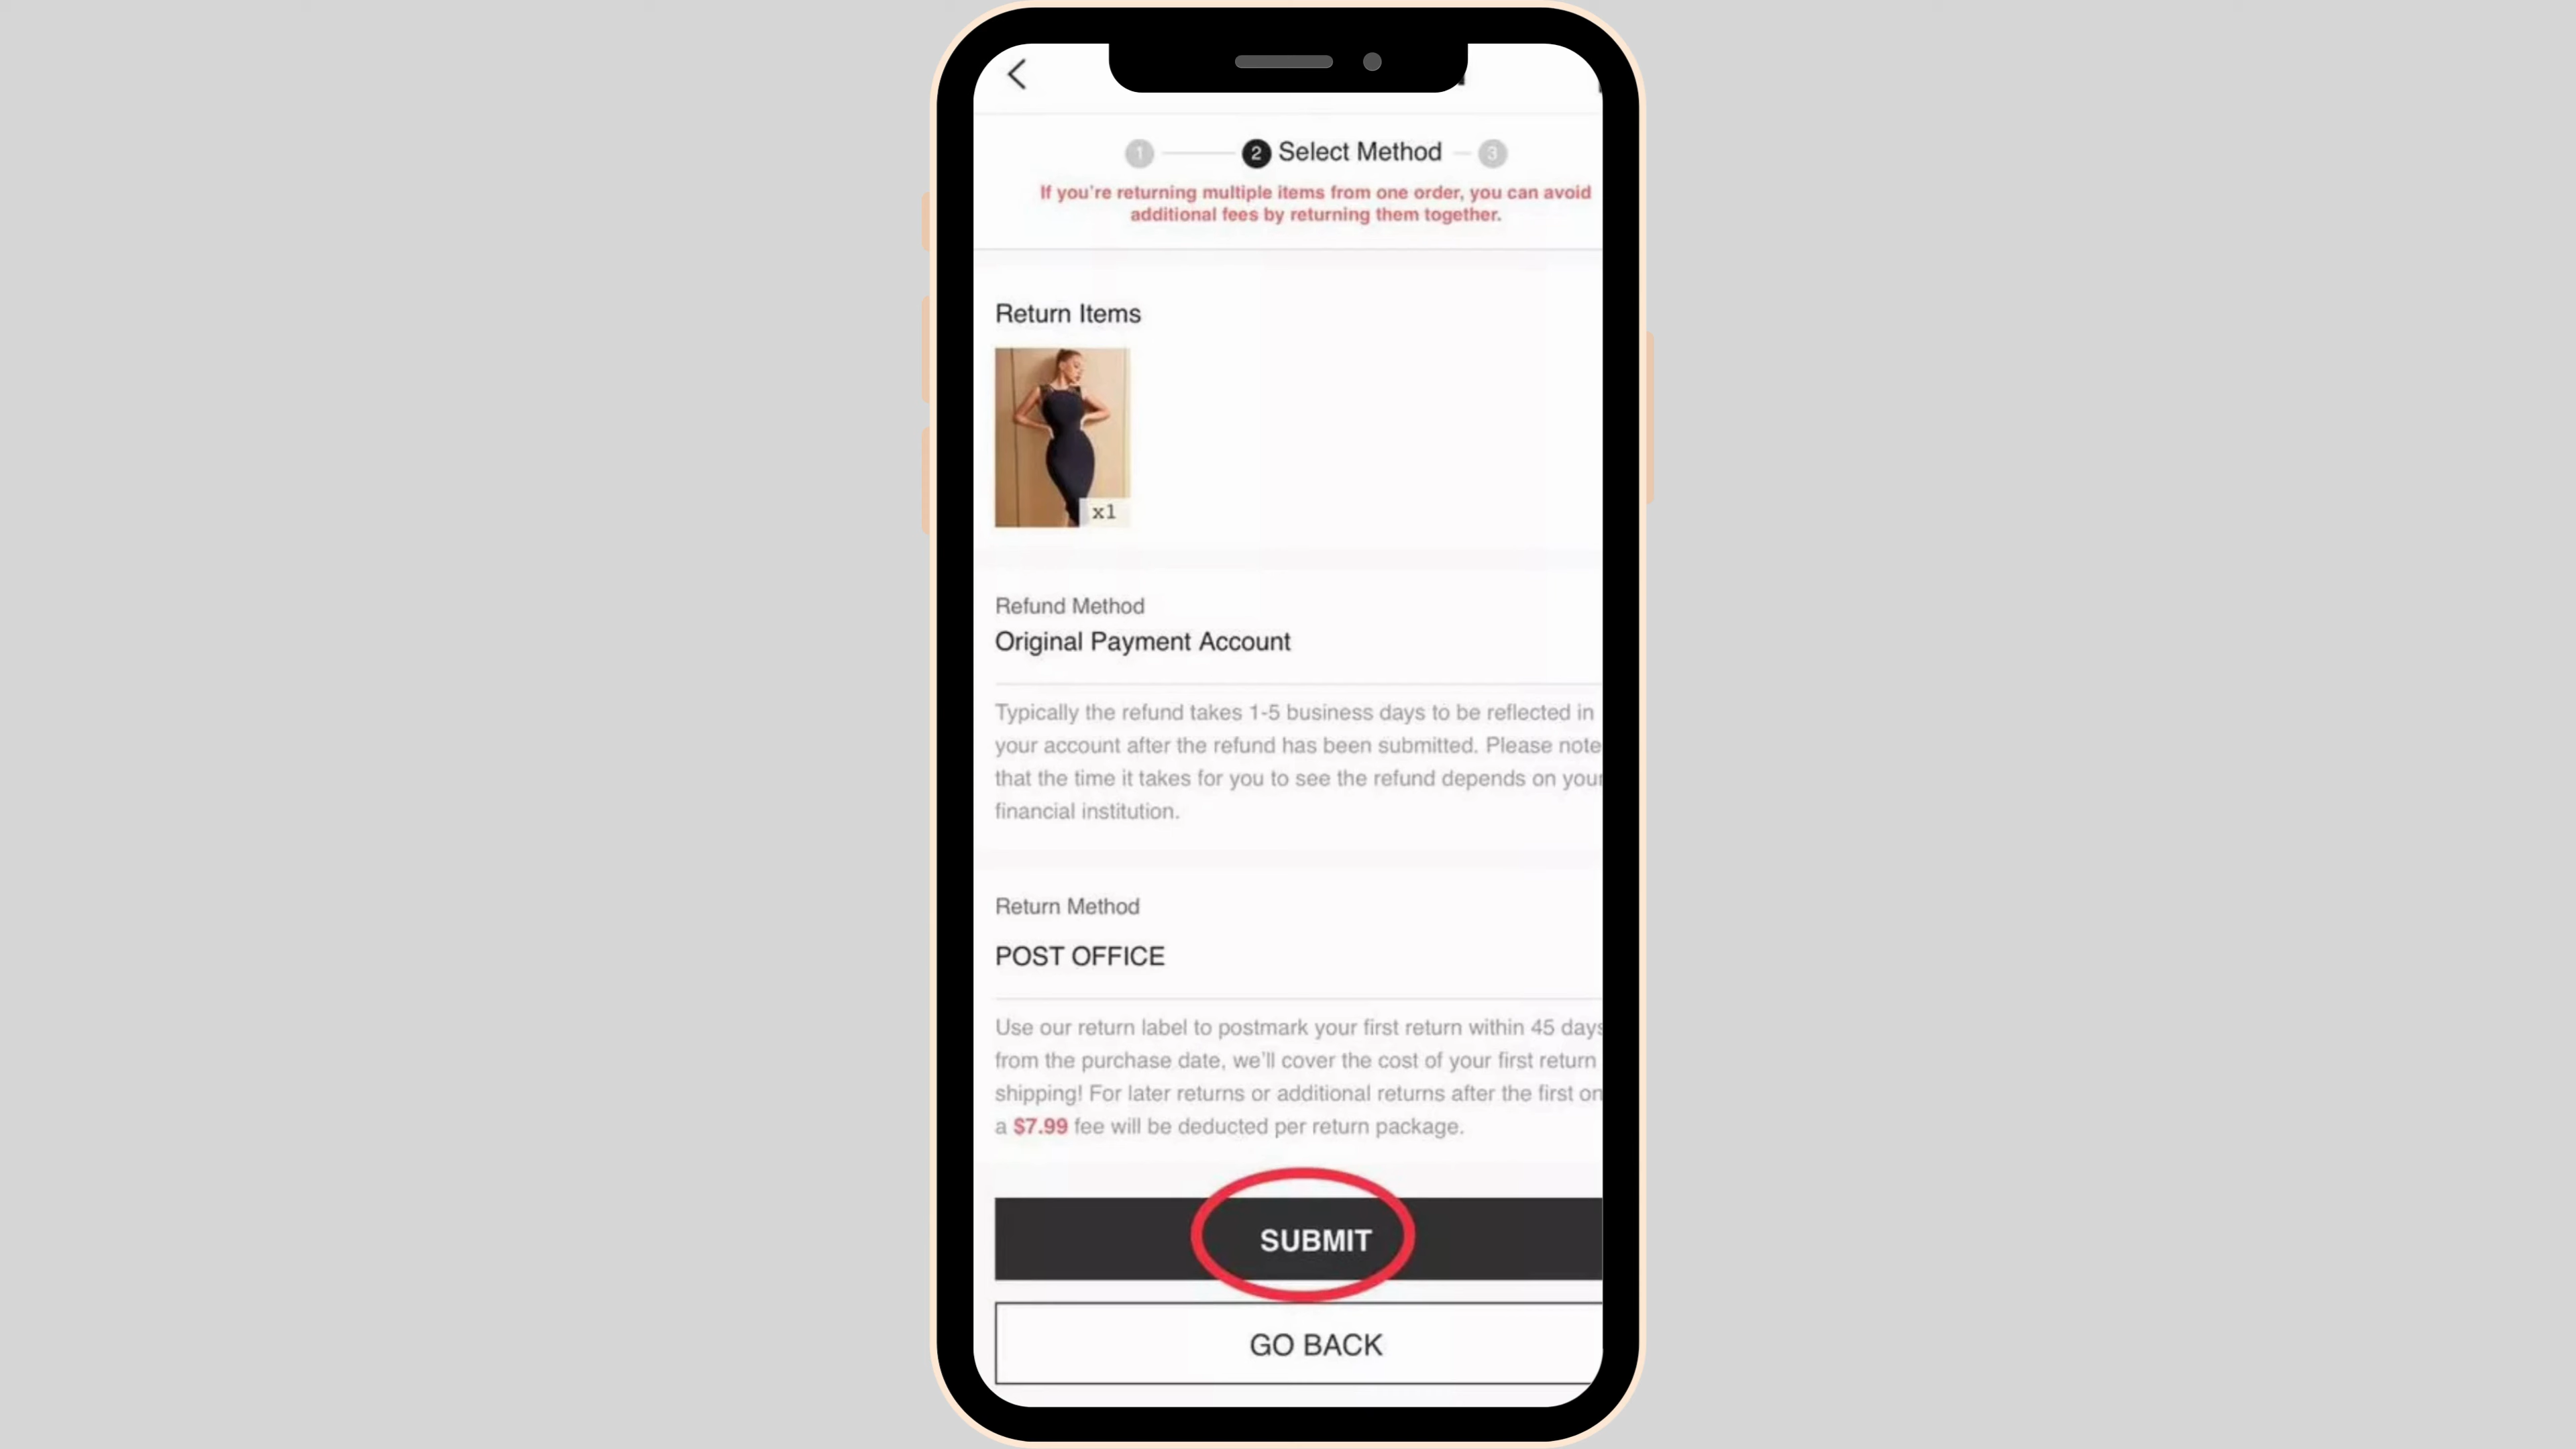 1
2 Select Method
3
If you're returning multiple items from one order, you can avoid
additional fees by returning them together.
Return Items
x1
Refund Method
Original Payment Account
Typically the refund takes 1-5 business days to be reflected in
your account after the refund has been submitted. Please note
that the time it takes for you to see the refund depends on your
financial institution.
Return Method
POST OFFICE
Use our return label to postmark your first return within 45 days
from the purchase date, we'll cover the cost of your first return
shipping! For later returns or additional returns after the first on
a $7.99 fee will be deducted per return package.
SUBMIT
GO BACK